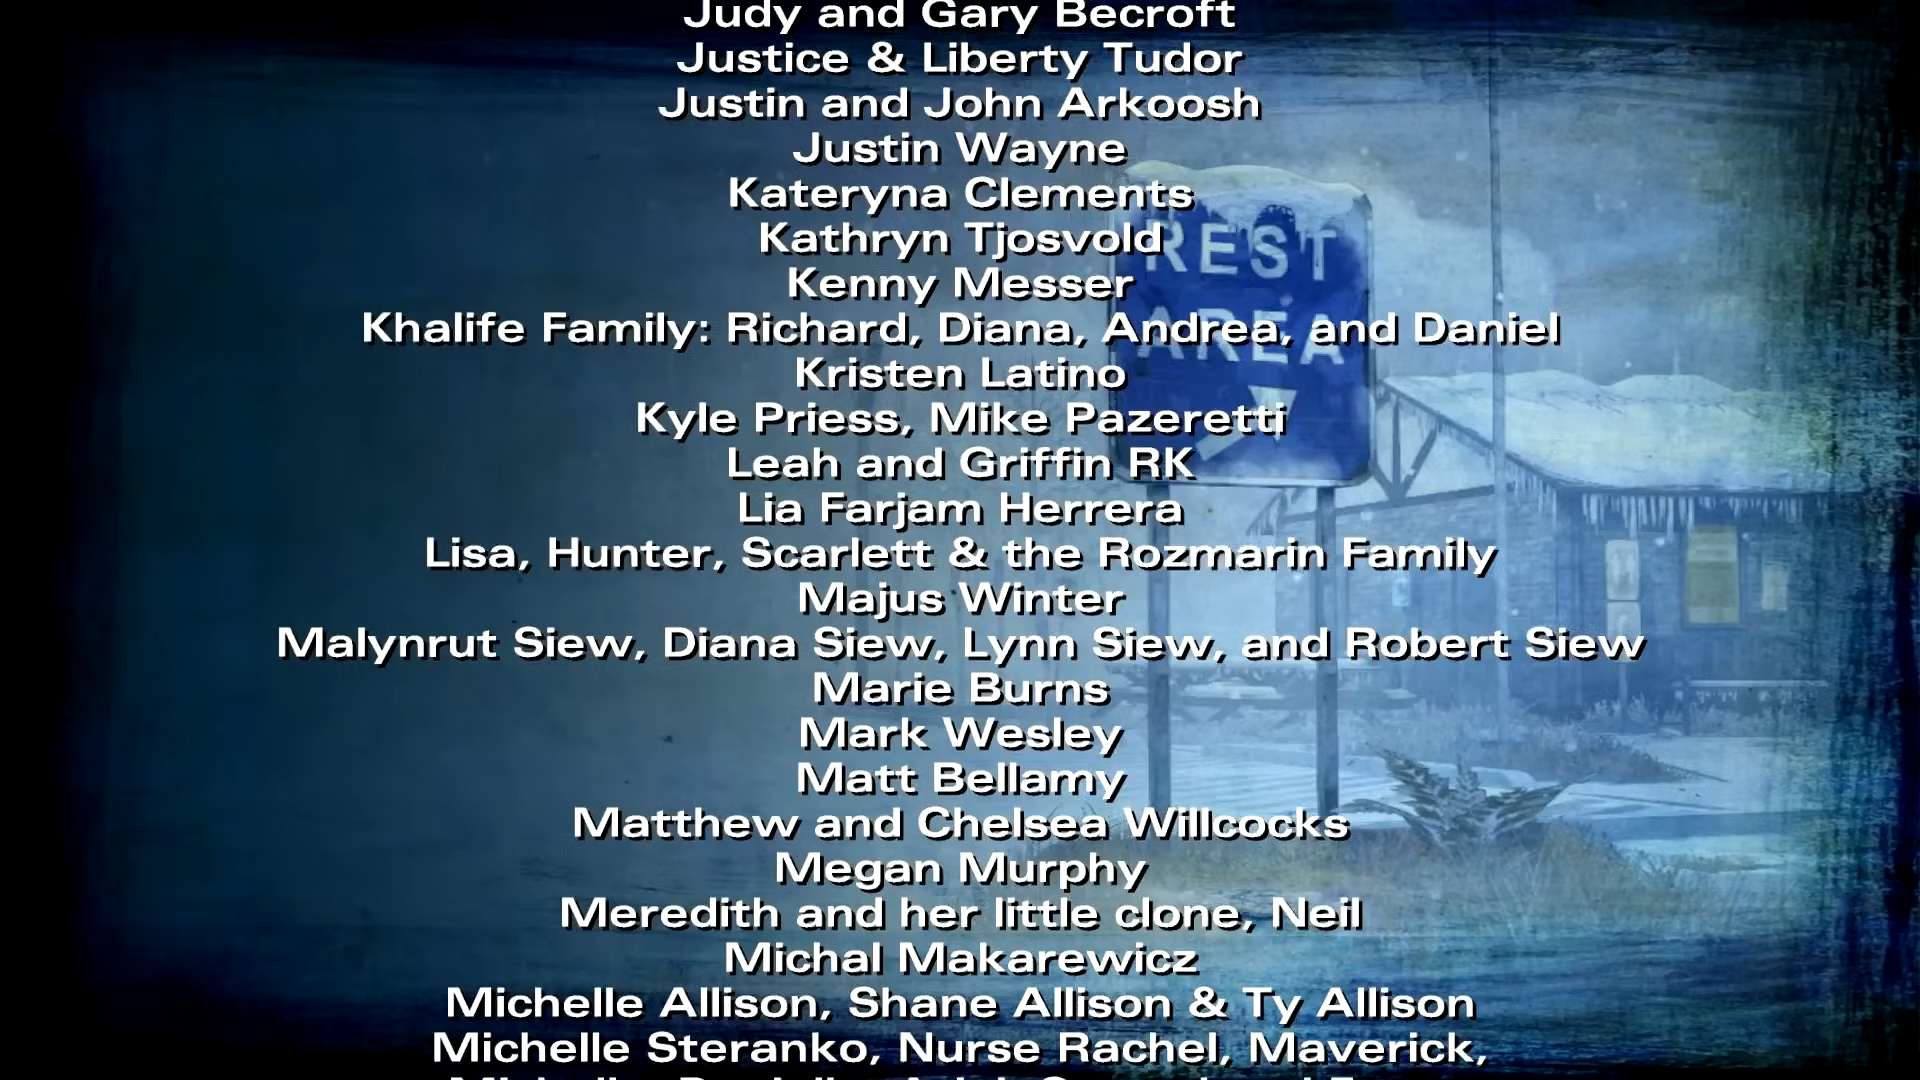 Judy and Gary Becroft
Justice & Liberty Tudor
Justin and John Arkoosh
Justin Wayne
Kateryna Clements
Kathryn Tjosvold
Kenny Messer
Khalife Family: Richard, Diana, Andrea, and Daniel
Kristen Latino
Kyle Priess, Mike Pazeretti
Leah and Griffin RK
Lia Farjam Herrera
Lisa, Hunter, Scarlett & the Rozmarin Family
Majus Winter
Malynrut Siew, Diana Siew, Lynn Siew, and Robert Siew
Marie Burns
Mark Wesley
Matt Bellamy
Matthew and Chelsea Willcocks
Megan Murphy
Meredith and her little clone, Neil
Michal Makarewicz
Michelle Allison, Shane Allison & Ty Allison
Michelle Steranko, Nurse Rachel, Maverick,
REST
AREA